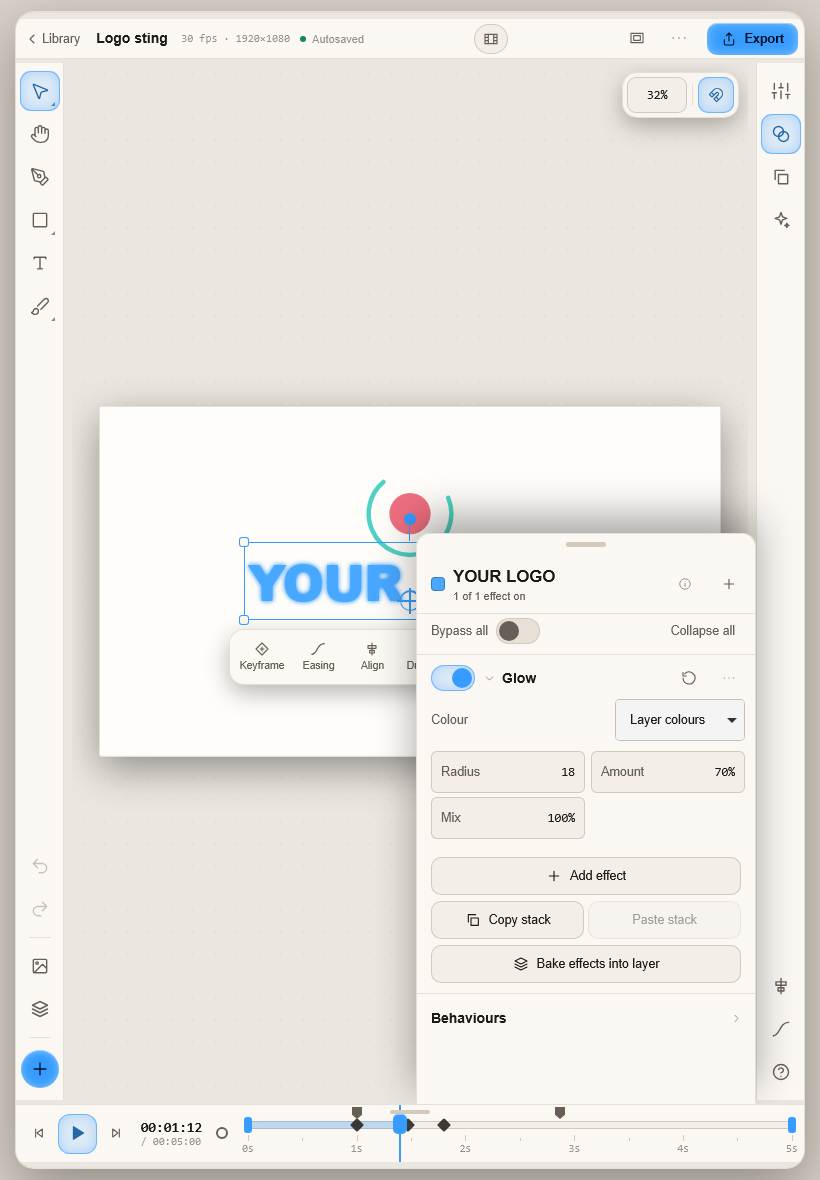 Library Logo sting 30 fps · 1920×1080 Autosaved Export
32%
YOUR
Keyframe Easing Align Du
YOUR LOGO
1 of 1 effect on
Bypass all Collapse all
Glow
Colour Layer colours
Radius 18 Amount 70%
Mix 100%
Add effect
Copy stack Paste stack
Bake effects into layer
Behaviours
00:01:12
/ 00:05:00
0s 1s 2s 3s 4s 5s